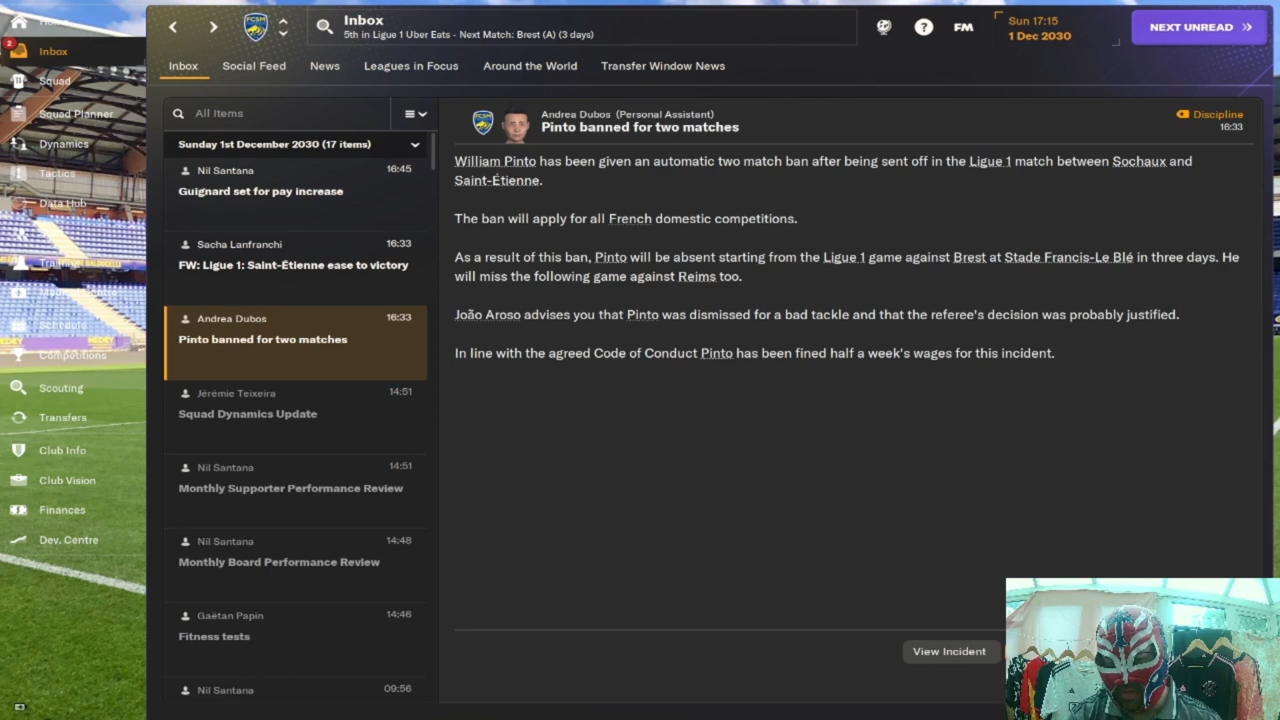 Inbox
5th in Ligue 1 Uber Eats - Next Match: Brest (A) (3 days)
FM
Sun 17:15
1 Dec 2030
NEXT UNREAD
2
Inbox
Squad
Squad Planner
Dynamics
Tactics
Data Hub
Schedule
Competitions
Scouting
Transfers
Club Info
Club Vision
Finances
Dev. Centre
Inbox Social Feed News Leagues in Focus Around the World Transfer Window News
All Items
Sunday 1st December 2030 (17 items)
Nil Santana 16:45
Guignard set for pay increase
Sacha Lanfranchi 16:33
FW: Ligue 1: Saint-Étienne ease to victory
Andrea Dubos 16:33
Pinto banned for two matches
Jérémie Teixeira 14:51
Squad Dynamics Update
Nil Santana 14:51
Monthly Supporter Performance Review
Nil Santana 14:48
Monthly Board Performance Review
Gaëtan Papin 14:46
Fitness tests
Nil Santana 09:56
Andrea Dubos (Personal Assistant)
Pinto banned for two matches
Discipline
16:33
William Pinto has been given an automatic two match ban after being sent off in the Ligue 1 match between Sochaux and
Saint-Étienne.
The ban will apply for all French domestic competitions.
As a result of this ban, Pinto will be absent starting from the Ligue 1 game against Brest at Stade Francis-Le Blé in three days. He
will miss the following game against Reims too.
João Aroso advises you that Pinto was dismissed for a bad tackle and that the referee's decision was probably justified.
In line with the agreed Code of Conduct Pinto has been fined half a week's wages for this incident.
View Incident